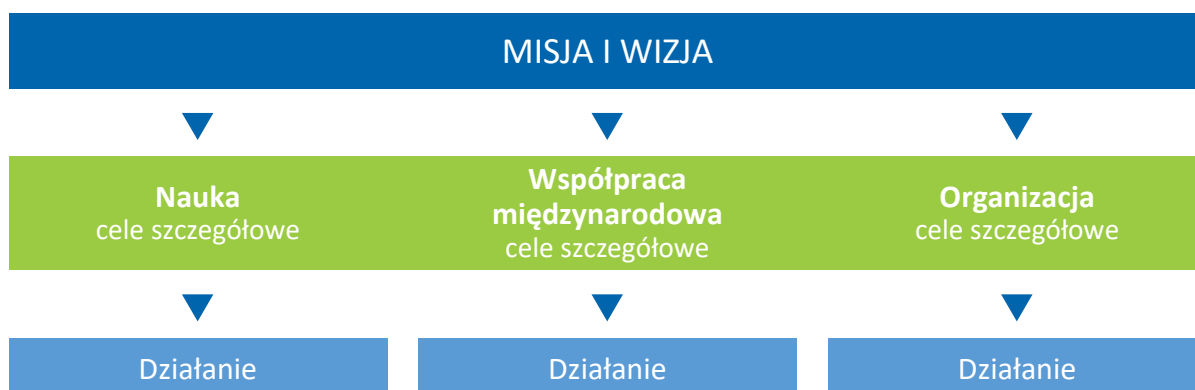 MISJA I WIZJA
Nauka
cele szczegółowe
Współpraca
międzynarodowa
cele szczegółowe
Organizacja
cele szczegółowe
Działanie
Działanie
Działanie